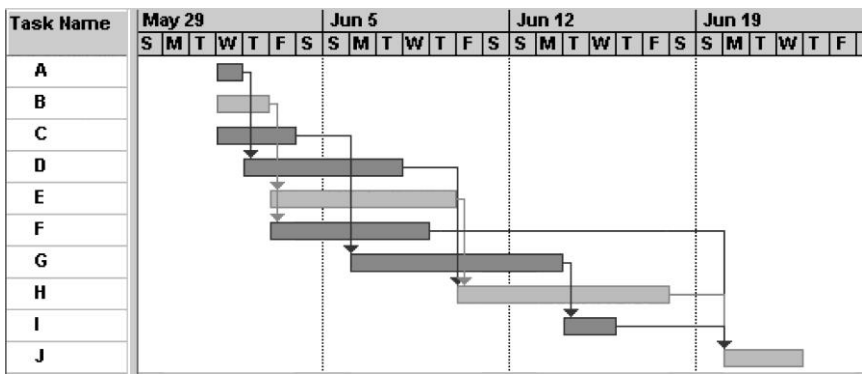 Task Name May 29 Jun 5 Jun 12 Jun 19
S M T W T F S S M T W T F S S M T W T F S S M T W T F
A
B
C
D
E
F
G
H
I
J